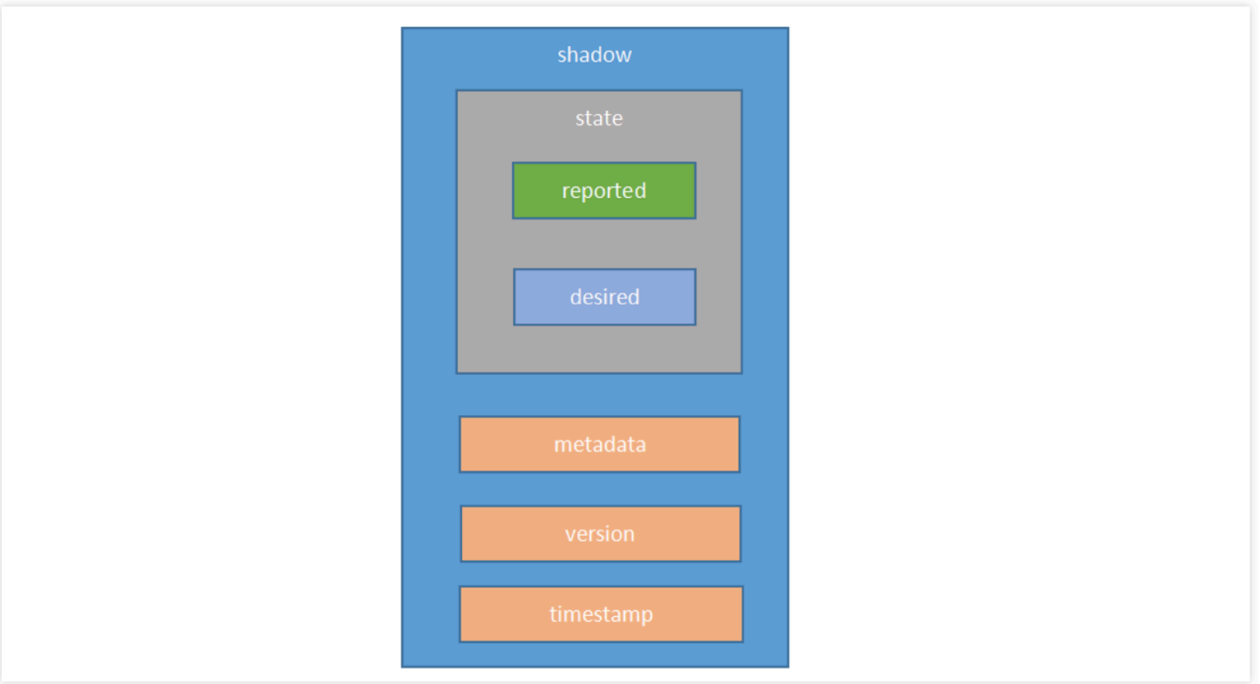 shadow
state
reported
desired
metadata
version
timestamp